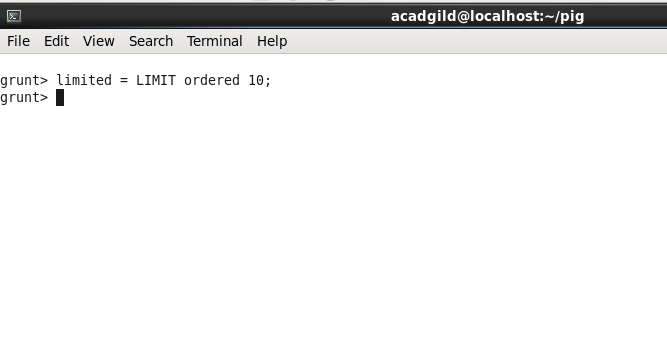 acadgild@localhost:~/pig
File Edit View Search Terminal Help
grunt> limited = LIMIT ordered 10;
grunt>